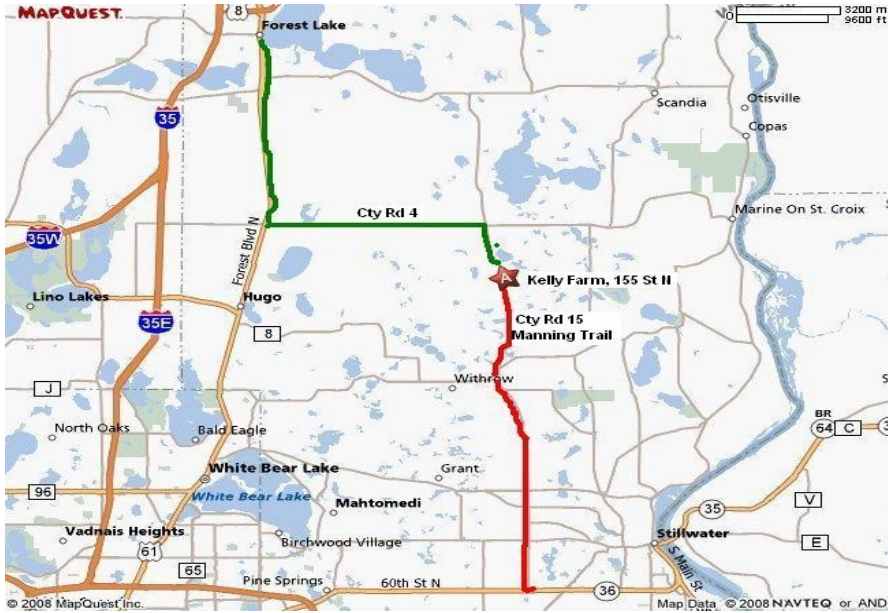 MAPQUEST.
8
3200 m
0
9600 ft
Forest Lake
Otisville
Scandia
35
Copas
Cty Rd 4
Marine On St. Croix
35W
Forest Blvd N
A
Kelly Farm, 155 St N
Lino Lakes
Hugo
Cty Rd 15
Manning Trail
35E
8
Withrow
J
BR
64
C
North Oaks
Bald Eagle
White Bear Lake
Grant
96
White Bear Lake
Mahtomedi
V
35
Vadnais Heights
Stillwater
61
Birchwood Village
E
65
Pine Springs
60th St N
36
S Main St
© 2008 MapQuest Inc.
Map Data © 2008 NAVTEQ or AND